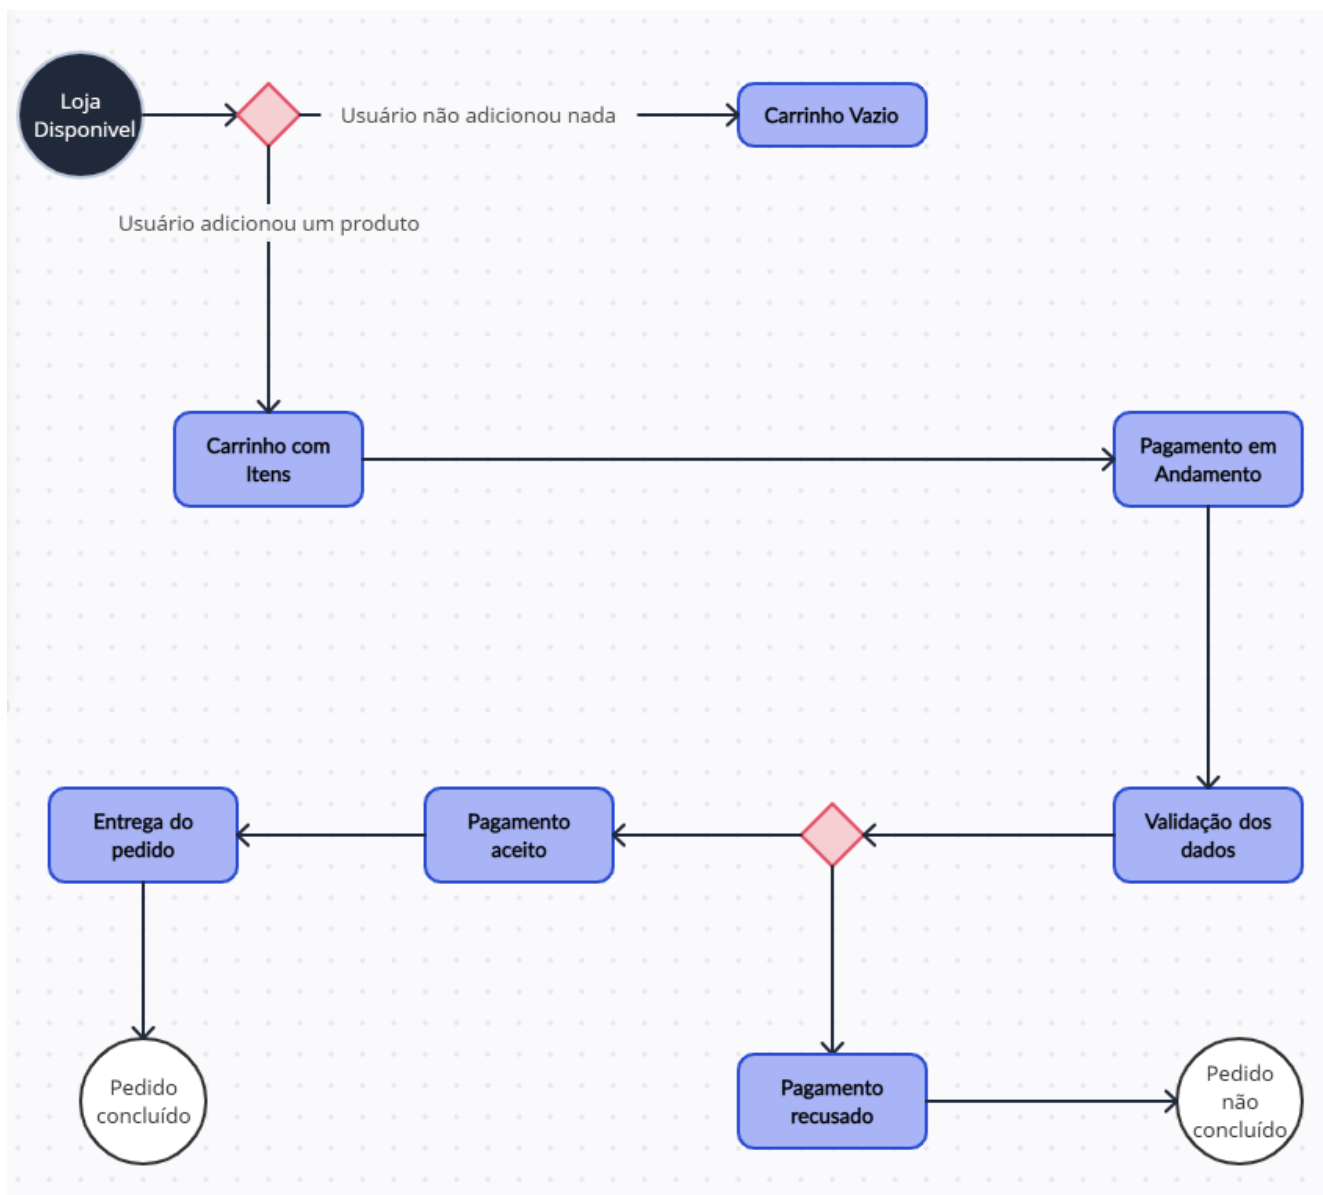 Loja
Disponivel
Usuário não adicionou nada
Carrinho Vazio
Usuário adicionou um produto
Carrinho com
Itens
Pagamento em
Andamento
Entrega do
pedido
Pagamento
aceito
Validação dos
dados
Pedido
concluído
Pagamento
recusado
Pedido
não
concluído